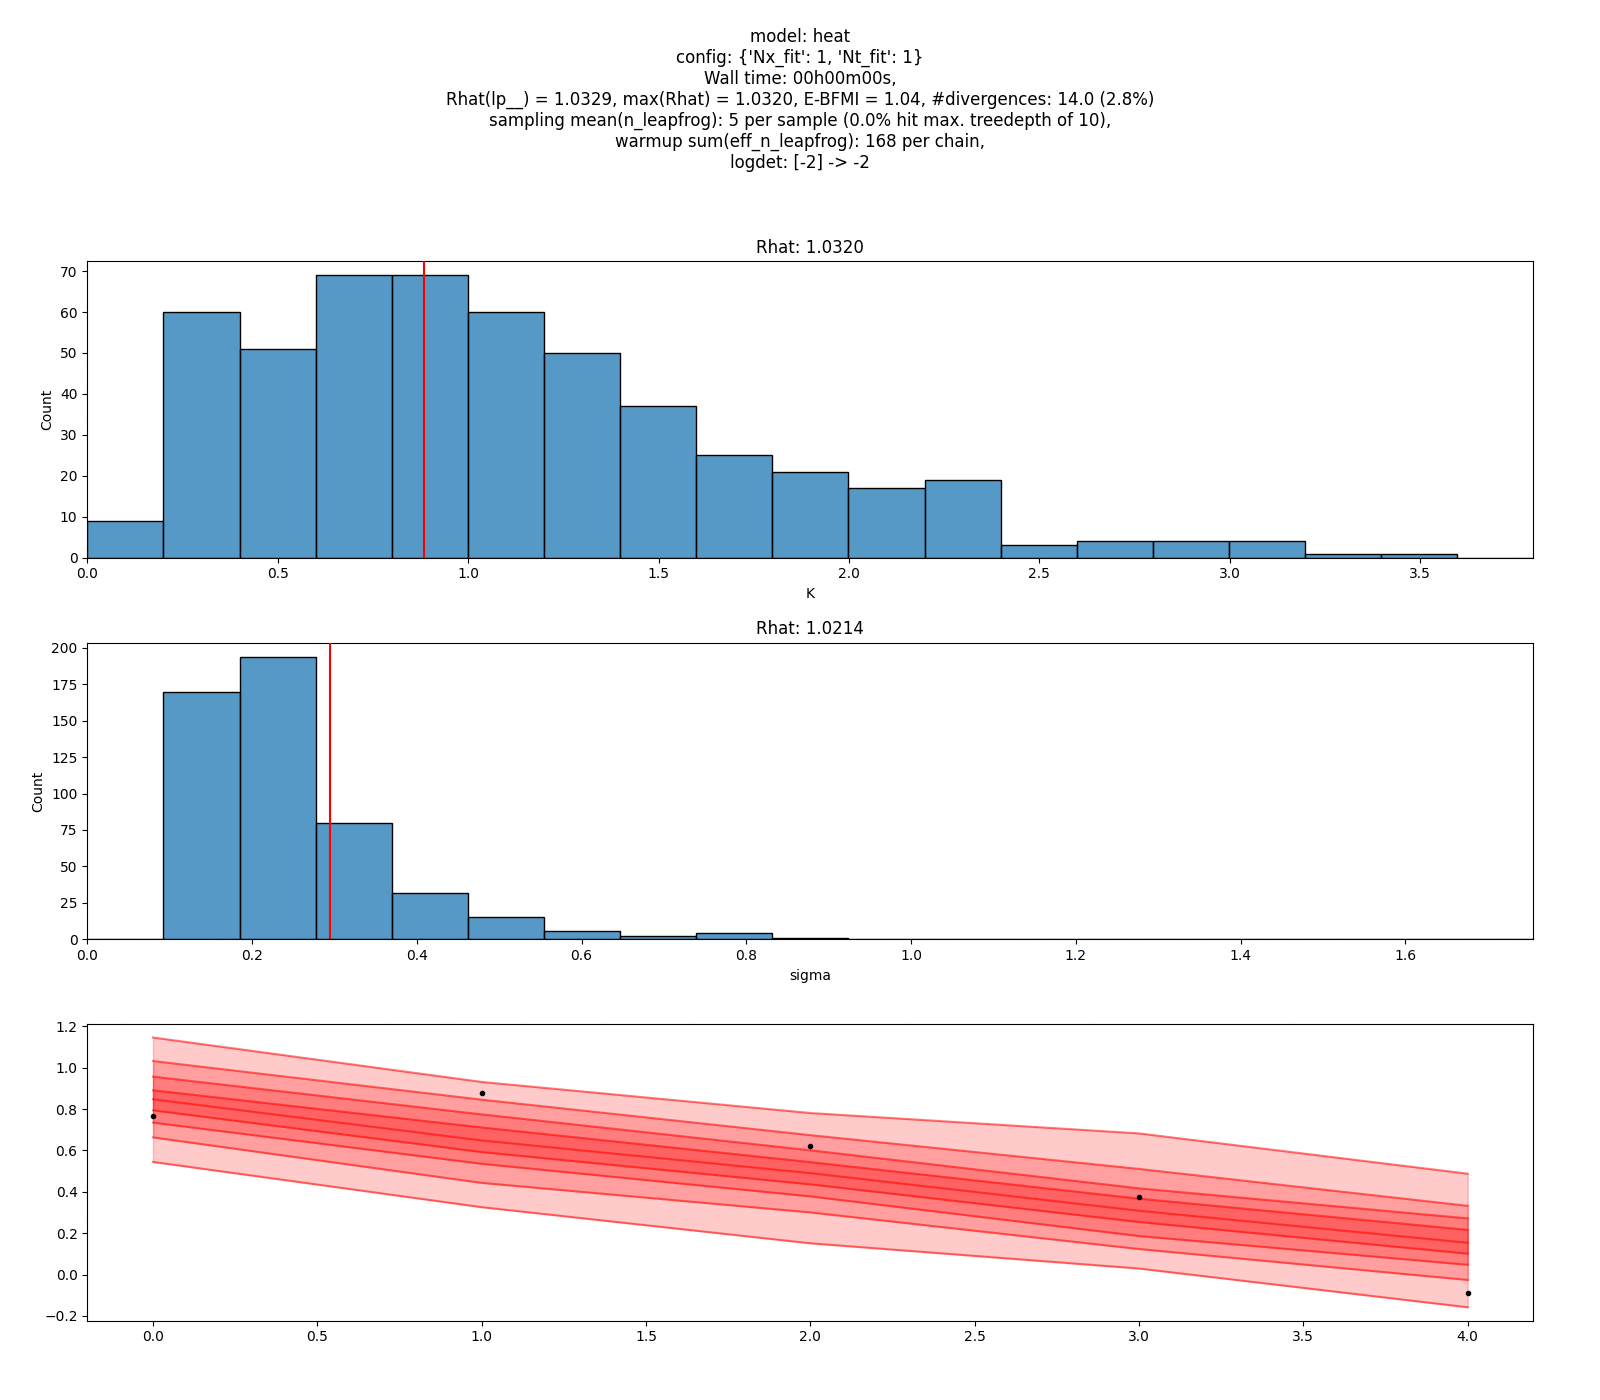 model: heat
config: {'Nx_fit': 1, 'Nt_fit': 1}
Wall time: 00h00m00s,
Rhat(lp__) = 1.0329, max(Rhat) = 1.0320, E-BFMI = 1.04, #divergences: 14.0 (2.8%)
sampling mean(n_leapfrog): 5 per sample (0.0% hit max. treedepth of 10),
warmup sum(eff_n_leapfrog): 168 per chain,
logdet: [-2] -> -2
Rhat: 1.0320
70
60
50
40
30
20
10
0
Count
0.0 0.5 1.0 1.5 2.0 2.5 3.0 3.5
K
Rhat: 1.0214
200
175
150
125
100
75
50
25
0
Count
0.0 0.2 0.4 0.6 0.8 1.0 1.2 1.4 1.6
sigma
1.2
1.0
0.8
0.6
0.4
0.2
0.0
−0.2
0.0 0.5 1.0 1.5 2.0 2.5 3.0 3.5 4.0